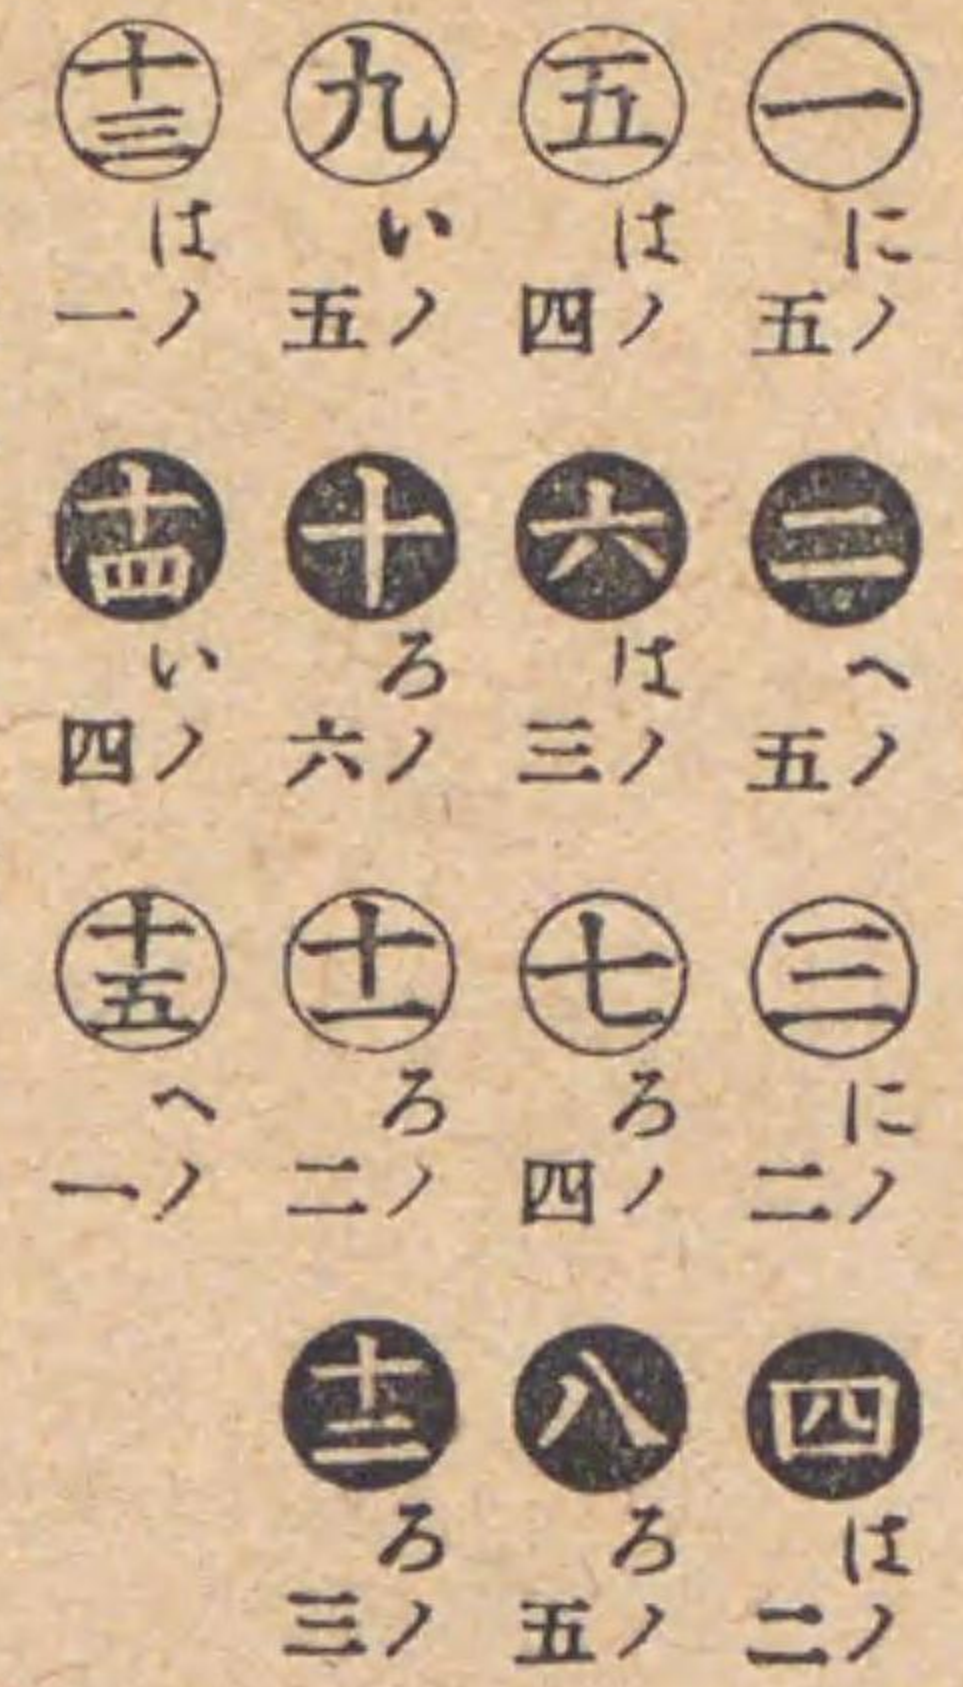 一 にノ五
二 へノ五
三 にノ二
四 はノ二
五 はノ四
六 はノ三
七 ろノ四
八 ろノ五
九 いノ五
十 ろノ六
十一 ろノ二
十二 ろノ三
十三 はノ一
十四 いノ四
十五 へノ一